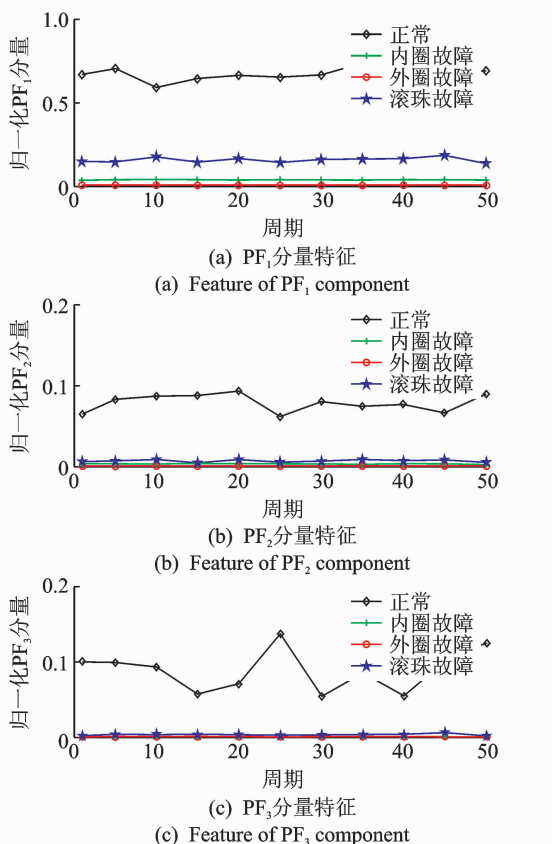 1.0
0.5
0
归一化PF₁分量
正常
内圈故障
外圈故障
滚珠故障
0 10 20 30 40 50
周期
(a) PF₁分量特征
(a) Feature of PF₁ component
0.2
0.1
0
归一化PF₂分量
正常
内圈故障
外圈故障
滚珠故障
0 10 20 30 40 50
周期
(b) PF₂分量特征
(b) Feature of PF₂ component
0.2
0.1
0
归一化PF₃分量
正常
内圈故障
外圈故障
滚珠故障
0 10 20 30 40 50
周期
(c) PF₃分量特征
(c) Feature of PF₃ component